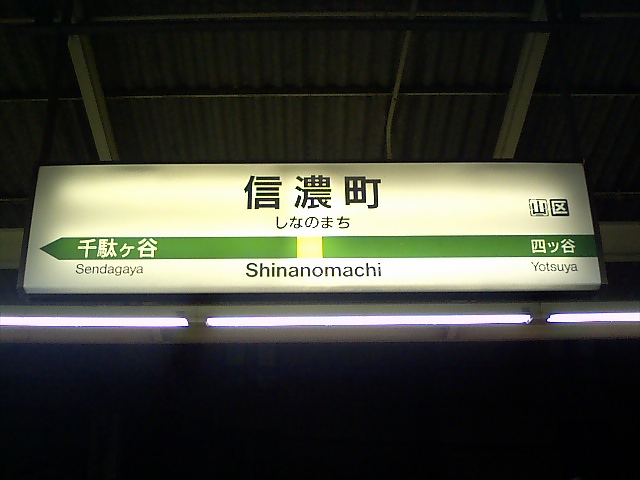 信濃町
しなのまち
山区
千駄ヶ谷
四ッ谷
Sendagaya
Shinanomachi
Yotsuya